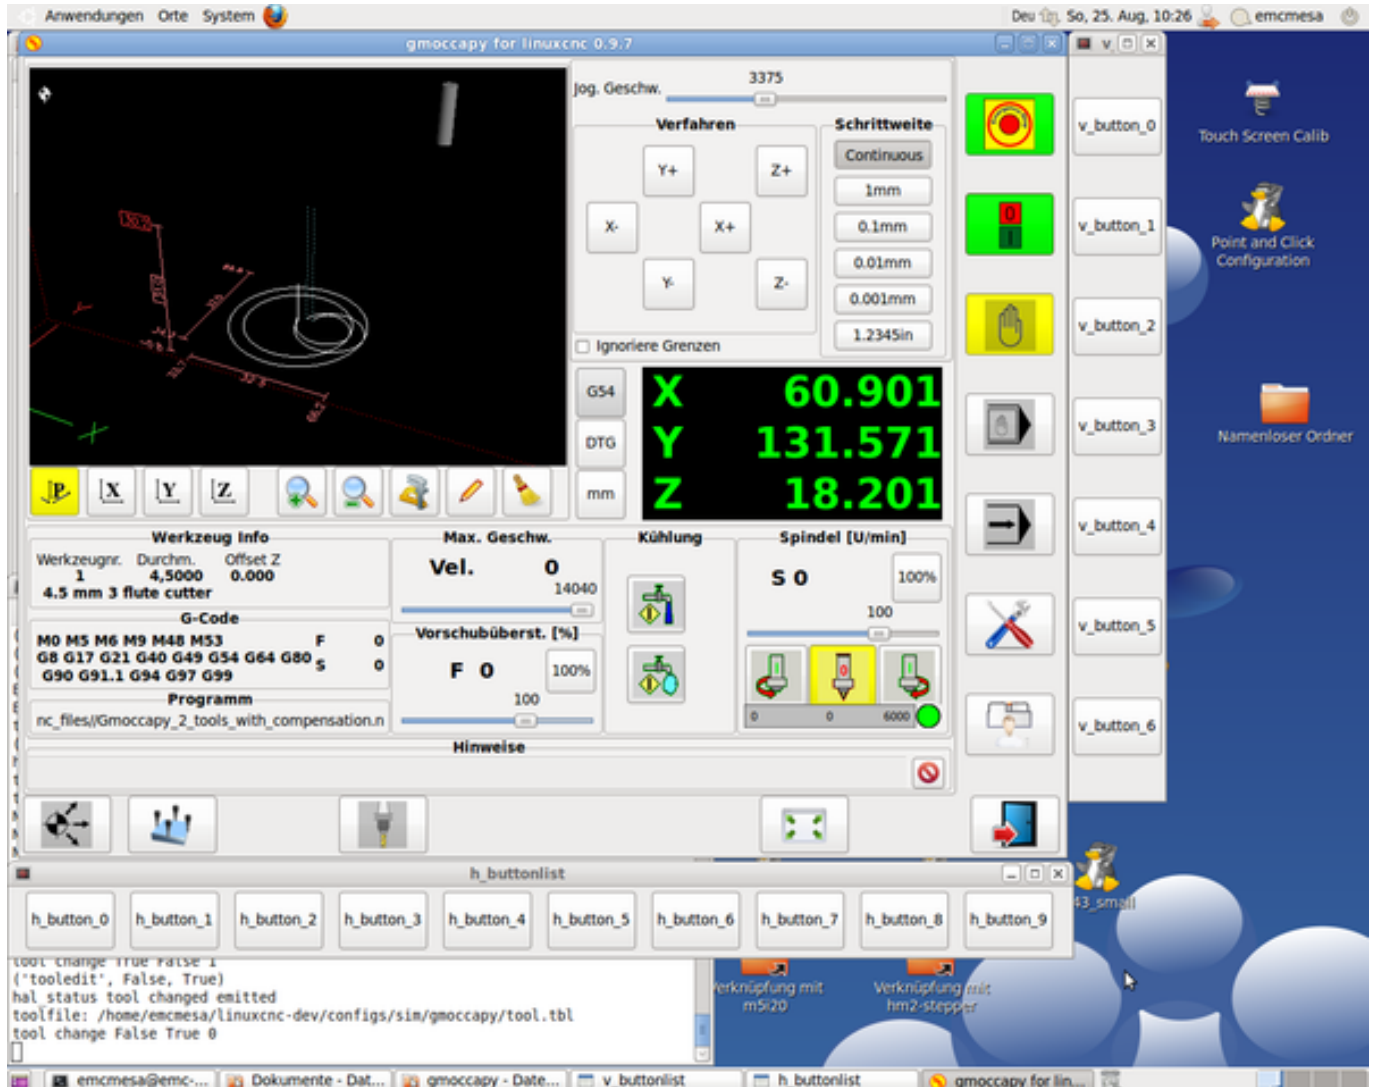 Anwendungen Orte System
Deu So, 25. Aug, 10:26 emcmesa
gmoccapy for linuxcnc 0.9.7
v
Jog. Geschw.
3375
Verfahren
Y+
Z+
X-
X+
Y-
Z-
Schrittweite
Continuous
1mm
0.1mm
0.01mm
0.001mm
1.2345in
Ignoriere Grenzen
G54
DTG
mm
X 60.901
Y 131.571
Z 18.201
P X Y Z
Werkzeug Info
Werkzeugnr. Durchm. Offset Z
1 4,5000 0.000
4.5 mm 3 flute cutter
G-Code
M0 M5 M6 M9 M48 M53
G8 G17 G21 G40 G49 G54 G64 G80
G90 G91.1 G94 G97 G99
F 0
S 0
Programm
nc_files//Gmoccapy_2_tools_with_compensation.n
Max. Geschw.
Vel. 0
14040
Vorschubüberst. [%]
F 0 100%
100
Kühlung
Spindel [U/min]
S 0 100%
100
0 0 6000
Hinweise
v_button_0
v_button_1
v_button_2
v_button_3
v_button_4
v_button_5
v_button_6
Touch Screen Calib
Point and Click
Configuration
Namenloser Ordner
43_small
h_buttonlist
h_button_0 h_button_1 h_button_2 h_button_3 h_button_4 h_button_5 h_button_6 h_button_7 h_button_8 h_button_9
tool change True False 1
('tooledit', False, True)
hal status tool changed emitted
toolfile: /home/emcmesa/linuxcnc-dev/configs/sim/gmoccapy/tool.tbl
tool change False True 0
Verknüpfung mit
m5i20
Verknüpfung mit
hm2-stepper
emcmesa@emc-... Dokumente - Dat... gmoccapy - Date... v_buttonlist h_buttonlist gmoccapy for lin...